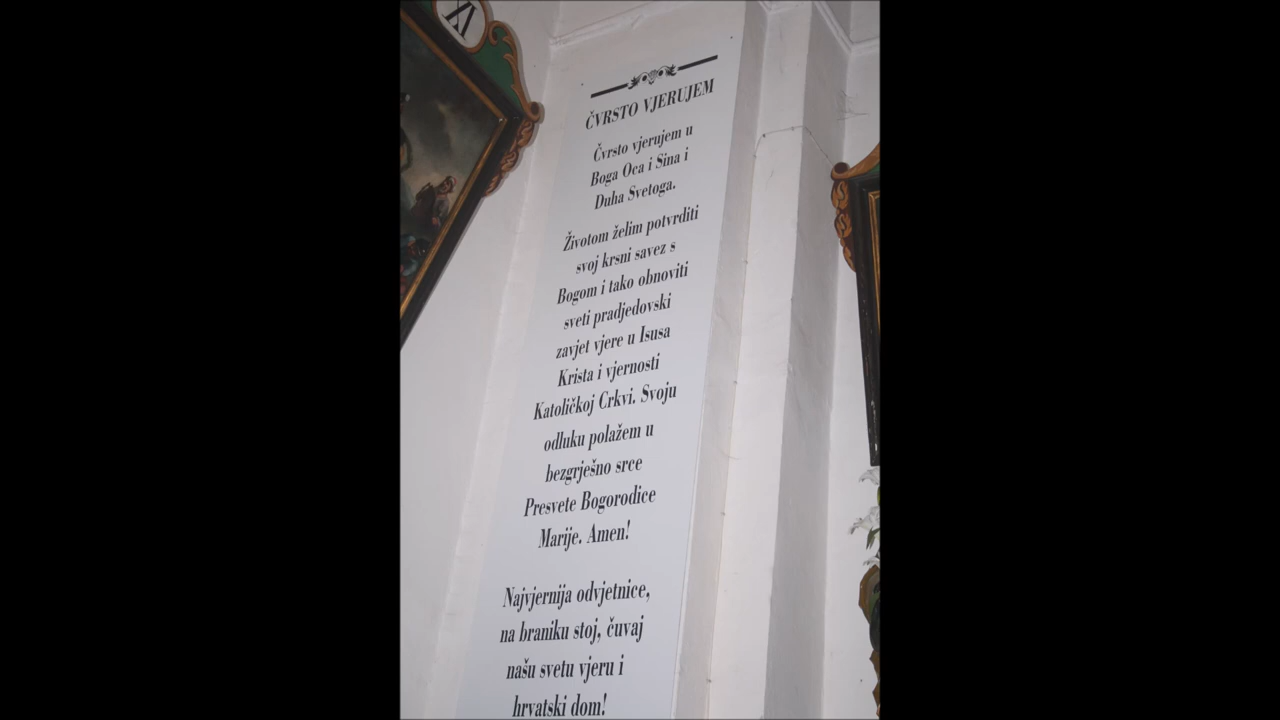 XI
ČVRSTO VJERUJEM
Čvrsto vjerujem u
Boga Oca i Sina i
Duha Svetoga.
Životom želim potvrditi
svoj krsni savez s
Bogom i tako obnoviti
sveti pradjedovski
zavjet vjere u Isusa
Krista i vjernosti
Katoličkoj Crkvi. Svoju
odluku polažem u
bezgrješno srce
Presvete Bogorodice
Marije. Amen!
Najvjernija odvjetnice,
na braniku stoj, čuvaj
našu svetu vjeru i
hrvatski dom!